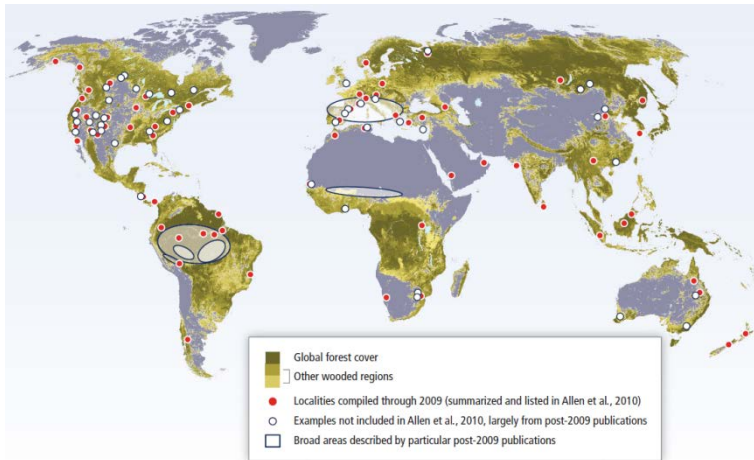 Global forest cover
Other wooded regions
Localities compiled through 2009 (summarized and listed in Allen et al., 2010)
Examples not included in Allen et al., 2010, largely from post-2009 publications
Broad areas described by particular post-2009 publications